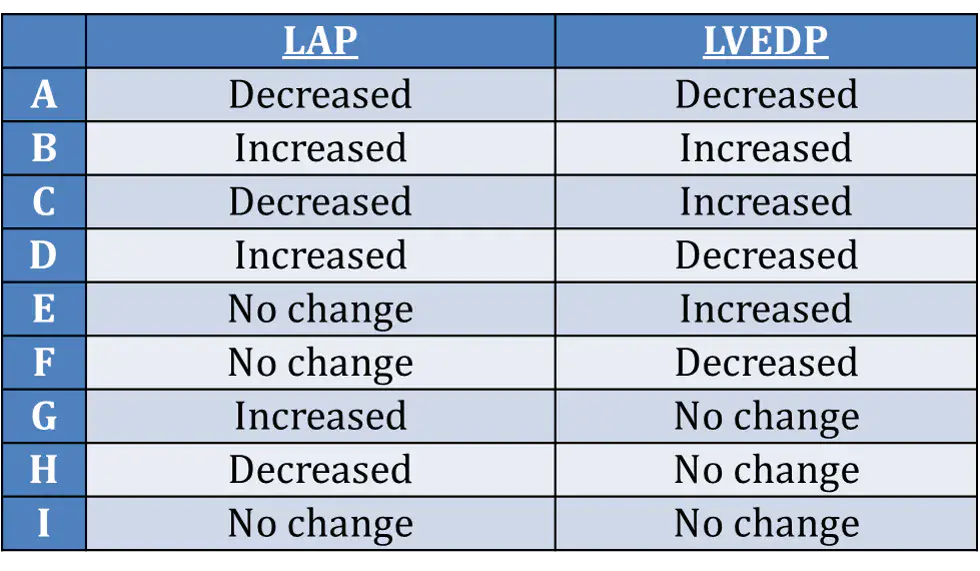 LAP LVEDP
A Decreased Decreased
B Increased Increased
C Decreased Increased
D Increased Decreased
E No change Increased
F No change Decreased
G Increased No change
H Decreased No change
I No change No change